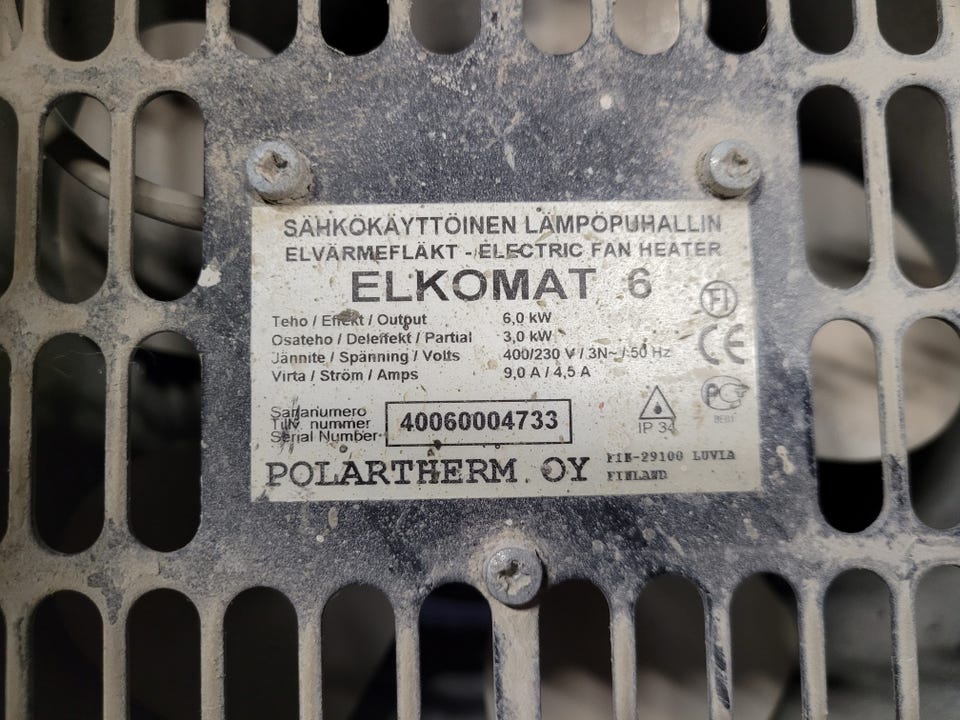 SÄHKÖKÄYTTÖINEN LÄMPÖPUHALLIN
ELVÄRMEFLÄKT - ELECTRIC FAN HEATER
ELKOMAT 6
FI
Teho / Effekt / Output 6,0 kW
Osateho / Deleffekt / Partial 3,0 kW
Jännite / Spänning / Volts 400/230 V / 3N~ / 50 Hz
CE
Virta / Ström / Amps 9,0 A / 4,5 A
Sarjanumero
Tillv. nummer
Serial Number 40060004733
IP 34
POLARTHERM OY FIN-29100 LUVIA
FINLAND